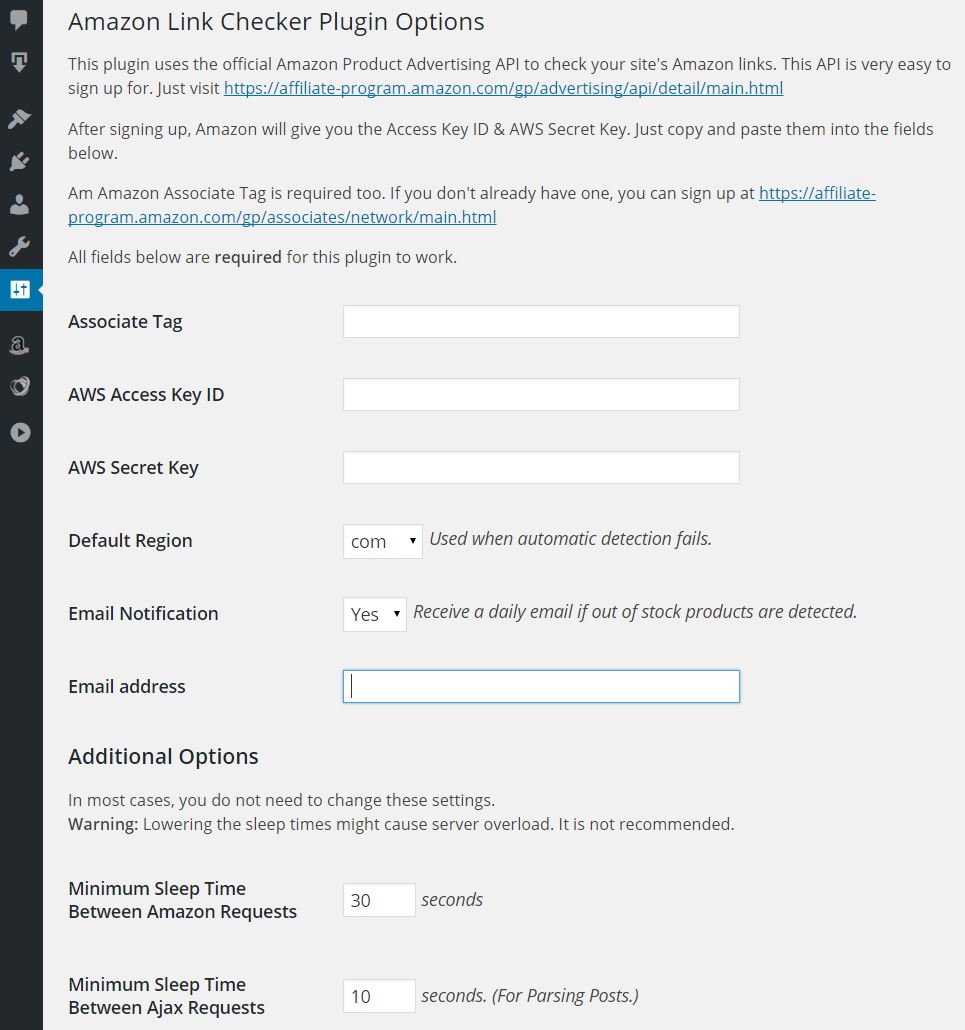 Amazon Link Checker Plugin Options
This plugin uses the official Amazon Product Advertising API to check your site's Amazon links. This API is very easy to
sign up for. Just visit https://affiliate-program.amazon.com/gp/advertising/api/detail/main.html
After signing up, Amazon will give you the Access Key ID & AWS Secret Key. Just copy and paste them into the fields
below.
Am Amazon Associate Tag is required too. If you don't already have one, you can sign up at https://affiliate-
program.amazon.com/gp/associates/network/main.html
All fields below are required for this plugin to work.
Associate Tag
AWS Access Key ID
AWS Secret Key
Default Region com Used when automatic detection fails.
Email Notification Yes Receive a daily email if out of stock products are detected.
Email address
Additional Options
In most cases, you do not need to change these settings.
Warning: Lowering the sleep times might cause server overload. It is not recommended.
Minimum Sleep Time
Between Amazon Requests 30 seconds
Minimum Sleep Time
Between Ajax Requests 10 seconds. (For Parsing Posts.)